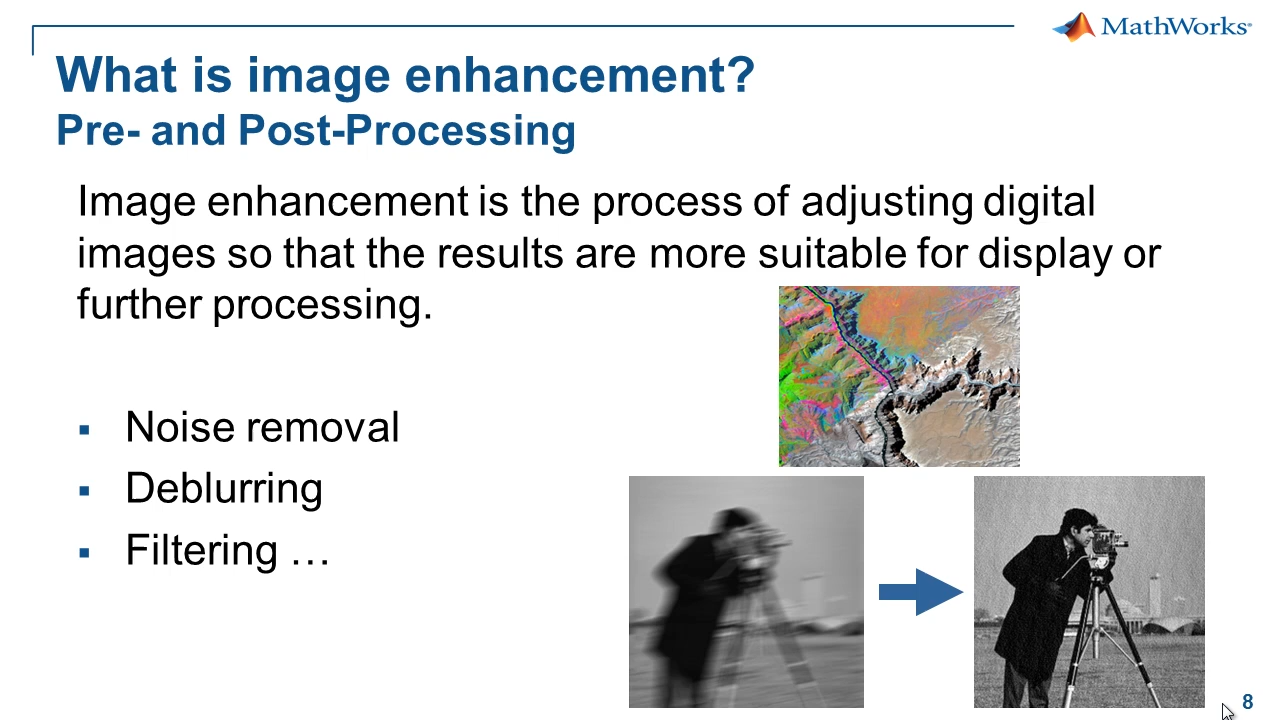 MathWorks®
What is image enhancement?
Pre- and Post-Processing
Image enhancement is the process of adjusting digital
images so that the results are more suitable for display or
further processing.
▪ Noise removal
▪ Deblurring
▪ Filtering …
8